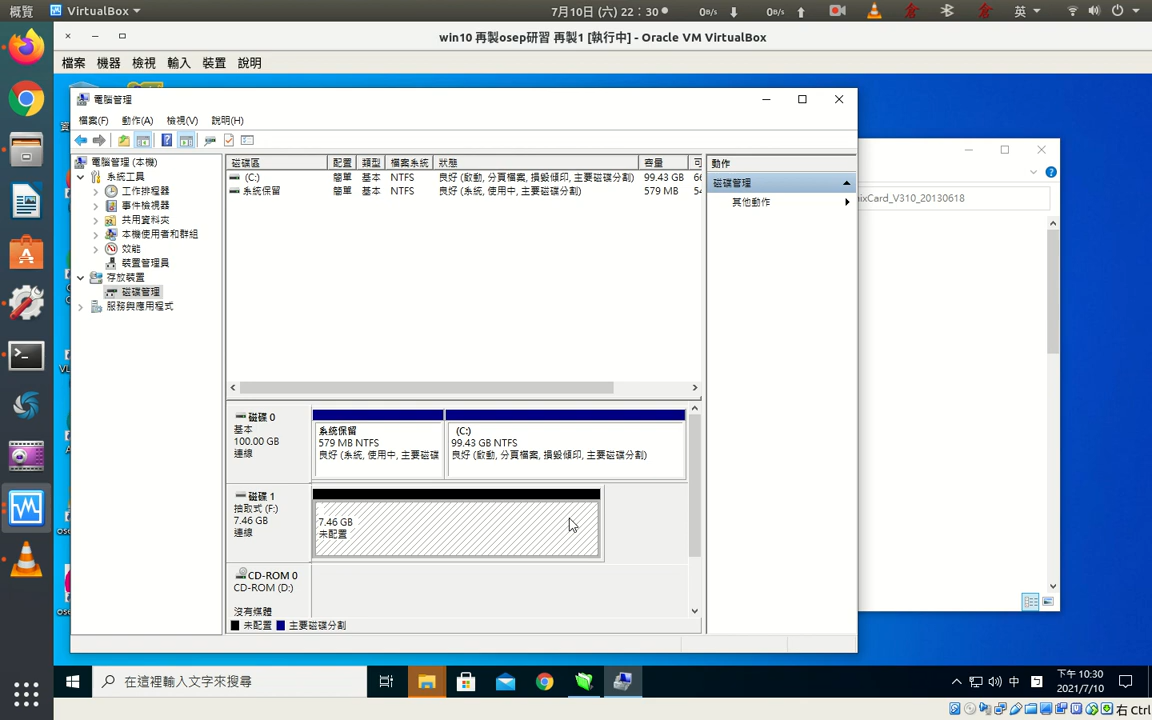 概覽
VirtualBox
7月10日 (六) 22：30
0B/s
0B/s
英
win10 再製osep研習 再製1 [執行中] - Oracle VM VirtualBox
檔案 機器 檢視 輸入 裝置 說明
電腦管理
檔案(F) 動作(A) 檢視(V) 說明(H)
電腦管理 (本機)
系統工具
工作排程器
事件檢視器
共用資料夾
本機使用者和群組
效能
裝置管理員
存放裝置
磁碟管理
服務與應用程式
磁碟區 配置 類型 檔案系統 狀態 容量 可
(C:) 簡單 基本 NTFS 良好 (啟動, 分頁檔案, 損毀傾印, 主要磁碟分割) 99.43 GB
系統保留 簡單 基本 NTFS 良好 (系統, 使用中, 主要磁碟分割) 579 MB
動作
磁碟管理
其他動作
ixCard_V310_20130618
磁碟 0
基本
100.00 GB
連線
系統保留
579 MB NTFS
良好 (系統, 使用中, 主要磁碟
(C:)
99.43 GB NTFS
良好 (啟動, 分頁檔案, 損毀傾印, 主要磁碟分割)
磁碟 1
抽取式 (F:)
7.46 GB
連線
7.46 GB
未配置
CD-ROM 0
CD-ROM (D:)
沒有媒體
未配置 主要磁碟分割
在這裡輸入文字來搜尋
中
下午 10:30
2021/7/10
右 Ctrl